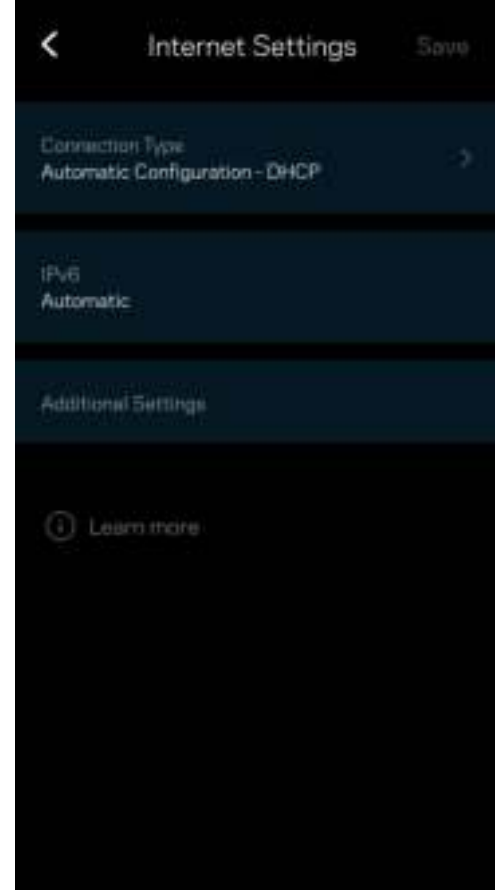 Internet Settings
Save
Connection Type
Automatic Configuration - DHCP
IPv6
Automatic
Additional Settings
Learn more